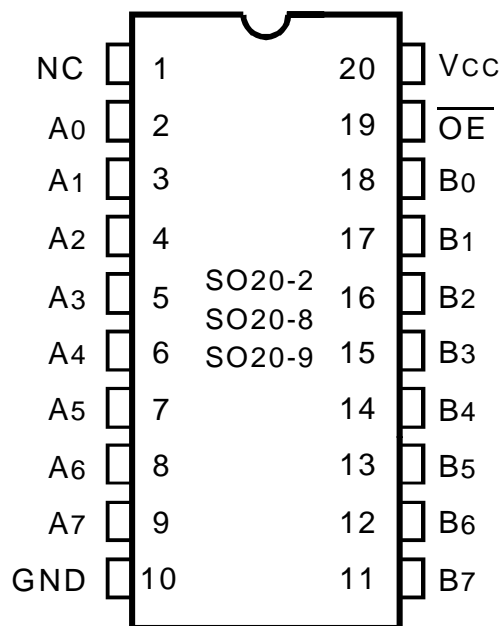 NC 1 20 VCC
A0 2 19 OE
A1 3 18 B0
A2 4 17 B1
SO20-2
A3 5 16 B2
SO20-8
A4 6 15 B3
SO20-9
A5 7 14 B4
A6 8 13 B5
A7 9 12 B6
GND 10 11 B7